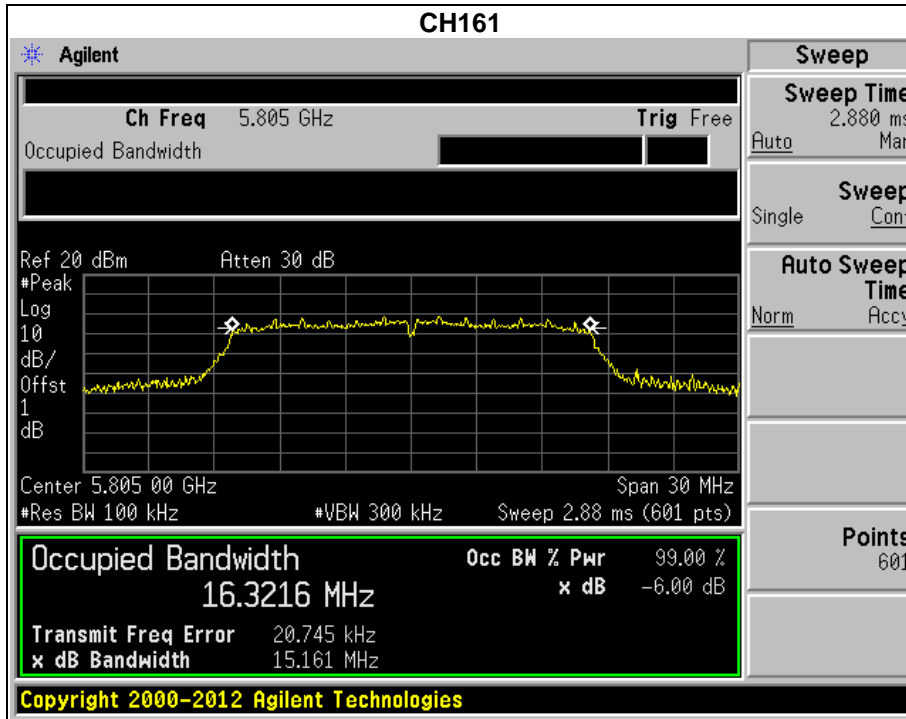 CH161
Agilent
Sweep
Ch Freq 5.805 GHz Trig Free
Occupied Bandwidth
Sweep Time
2.880 ms
Auto Man
Sweep
Single
Auto Sweep
Time
Norm Accy
Ref 20 dBm Atten 30 dB
#Peak
Log
10
dB/
Offst
1
dB
Center 5.805 00 GHz Span 30 MHz
#Res BW 100 kHz #VBW 300 kHz Sweep 2.88 ms (601 pts)
Points
601
Occupied Bandwidth
16.3216 MHz
Occ BW % Pwr 99.00 %
x dB -6.00 dB
Transmit Freq Error 20.745 kHz
x dB Bandwidth 15.161 MHz
Copyright 2000-2012 Agilent Technologies